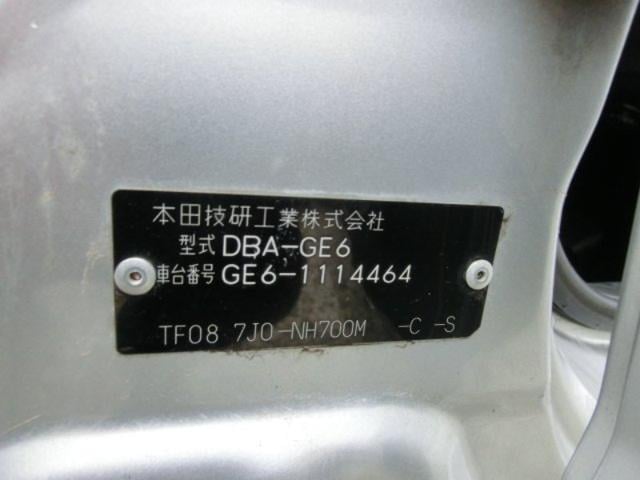 本田技研工業株式会社
型式 DBA-GE6
車台番号 GE6-1114464
TF08 7J0-NH700M -C -S